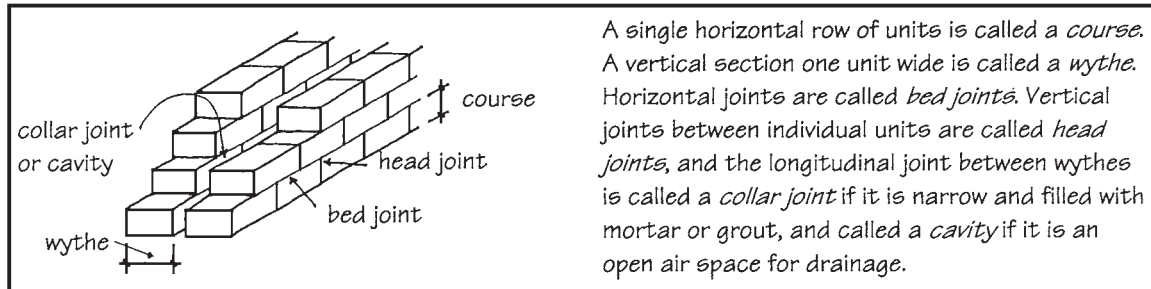 collar joint
or cavity
wythe
course
head joint
bed joint
A single horizontal row of units is called a course.
A vertical section one unit wide is called a wythe.
Horizontal joints are called bed joints. Vertical
joints between individual units are called head
joints, and the longitudinal joint between wythes
is called a collar joint if it is narrow and filled with
mortar or grout, and called a cavity if it is an
open air space for drainage.